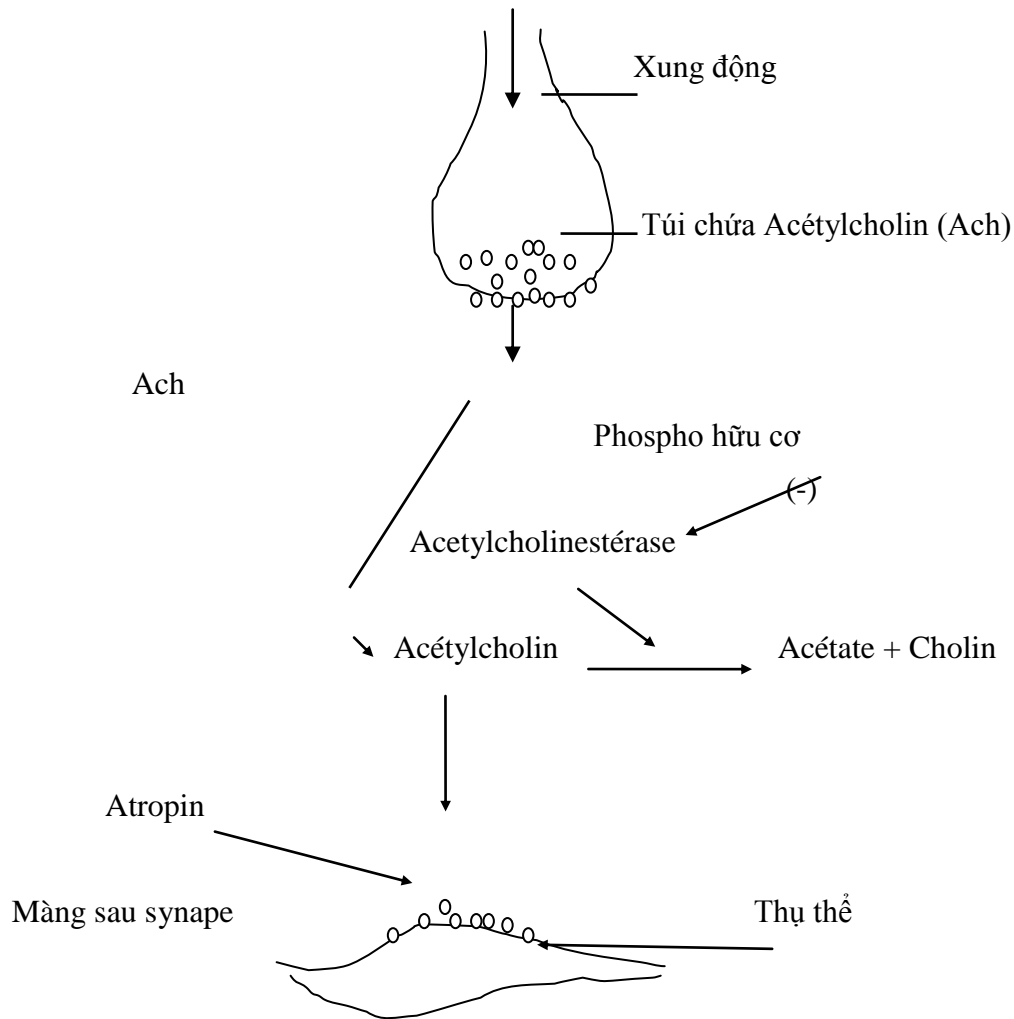 Xung động
Túi chứa Acétylcholin (Ach)
Ach
Phospho hữu cơ
(-)
Acetylcholinestérase
Acétylcholin
Acétate + Cholin
Atropin
Màng sau synape
Thụ thể